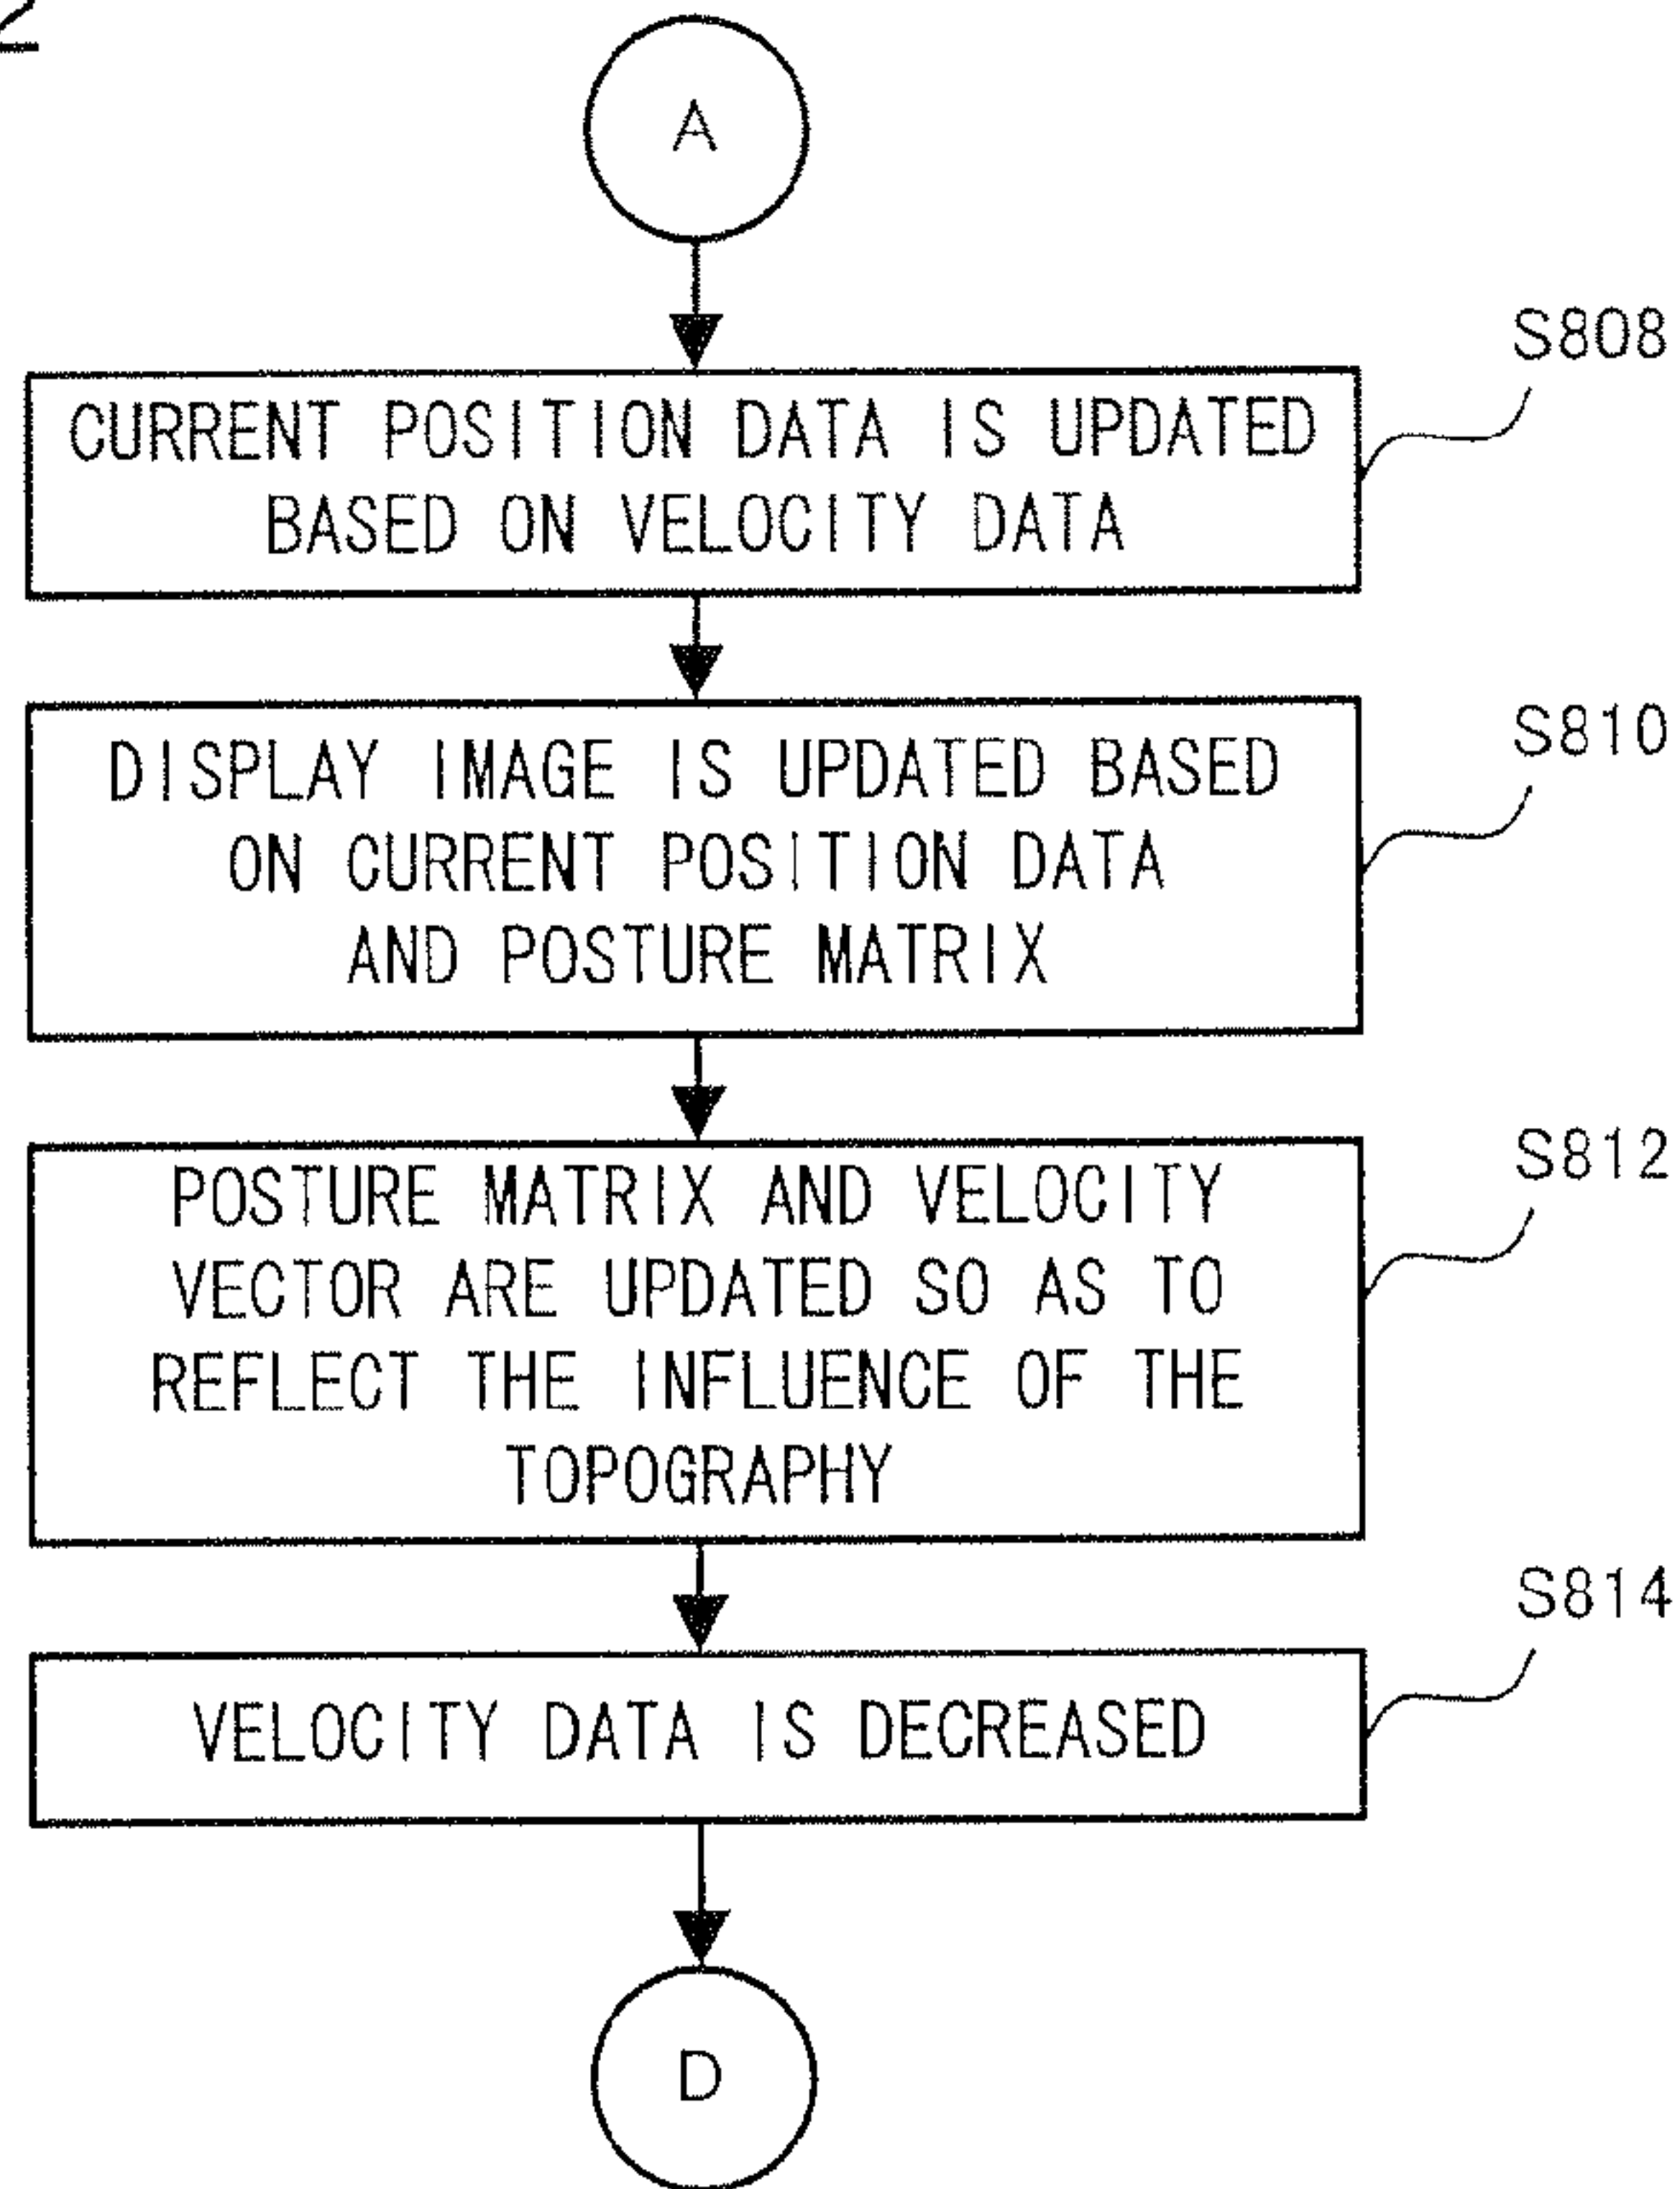 2
A
S808
CURRENT POSITION DATA IS UPDATED
BASED ON VELOCITY DATA
S810
DISPLAY IMAGE IS UPDATED BASED
ON CURRENT POSITION DATA
AND POSTURE MATRIX
S812
POSTURE MATRIX AND VELOCITY
VECTOR ARE UPDATED SO AS TO
REFLECT THE INFLUENCE OF THE
TOPOGRAPHY
S814
VELOCITY DATA IS DECREASED
D